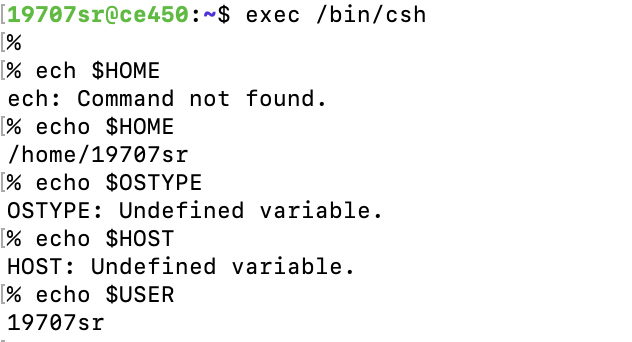 [19707sr@ce450:~$ exec /bin/csh
[%
[% ech $HOME
ech: Command not found.
[% echo $HOME
/home/19707sr
[% echo $OSTYPE
OSTYPE: Undefined variable.
[% echo $HOST
HOST: Undefined variable.
[% echo $USER
19707sr